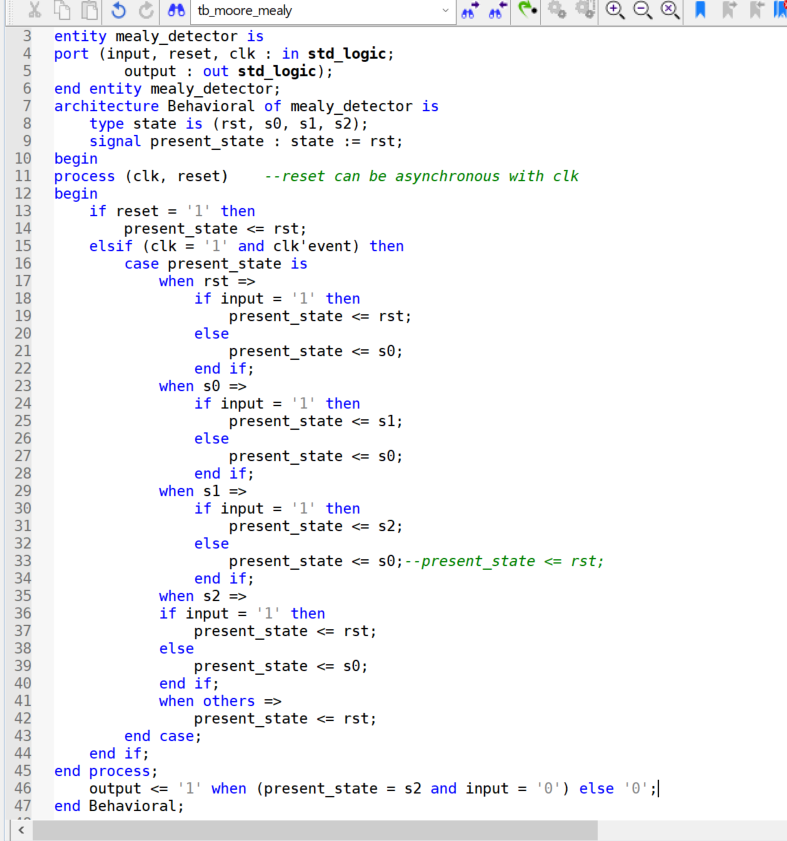 tb_moore_mealy
3 entity mealy_detector is
4 port (input, reset, clk : in std_logic;
5         output : out std_logic);
6 end entity mealy_detector;
7 architecture Behavioral of mealy_detector is
8     type state is (rst, s0, s1, s2);
9     signal present_state : state := rst;
10 begin
11 process (clk, reset)    --reset can be asynchronous with clk
12 begin
13     if reset = '1' then
14         present_state <= rst;
15     elsif (clk = '1' and clk'event) then
16         case present_state is
17             when rst =>
18                 if input = '1' then
19                     present_state <= rst;
20                 else
21                     present_state <= s0;
22                 end if;
23             when s0 =>
24                 if input = '1' then
25                     present_state <= s1;
26                 else
27                     present_state <= s0;
28                 end if;
29             when s1 =>
30                 if input = '1' then
31                     present_state <= s2;
32                 else
33                     present_state <= s0;--present_state <= rst;
34                 end if;
35             when s2 =>
36             if input = '1' then
37                 present_state <= rst;
38             else
39                 present_state <= s0;
40             end if;
41             when others =>
42                 present_state <= rst;
43         end case;
44     end if;
45 end process;
46     output <= '1' when (present_state = s2 and input = '0') else '0';
47 end Behavioral;